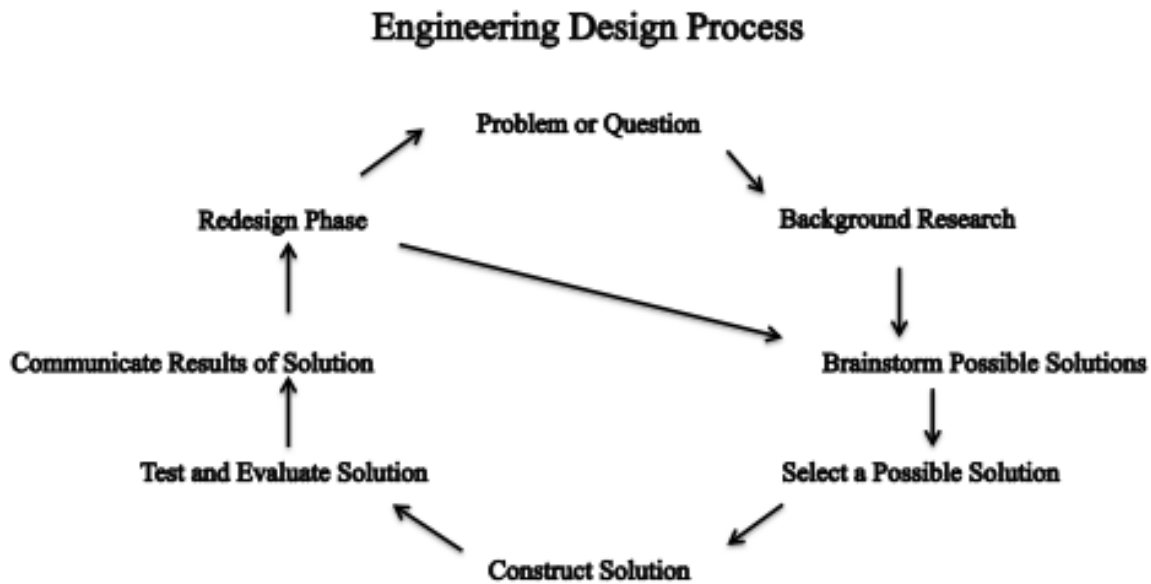 Engineering Design Process
Problem or Question
Background Research
Brainstorm Possible Solutions
Select a Possible Solution
Construct Solution
Test and Evaluate Solution
Communicate Results of Solution
Redesign Phase